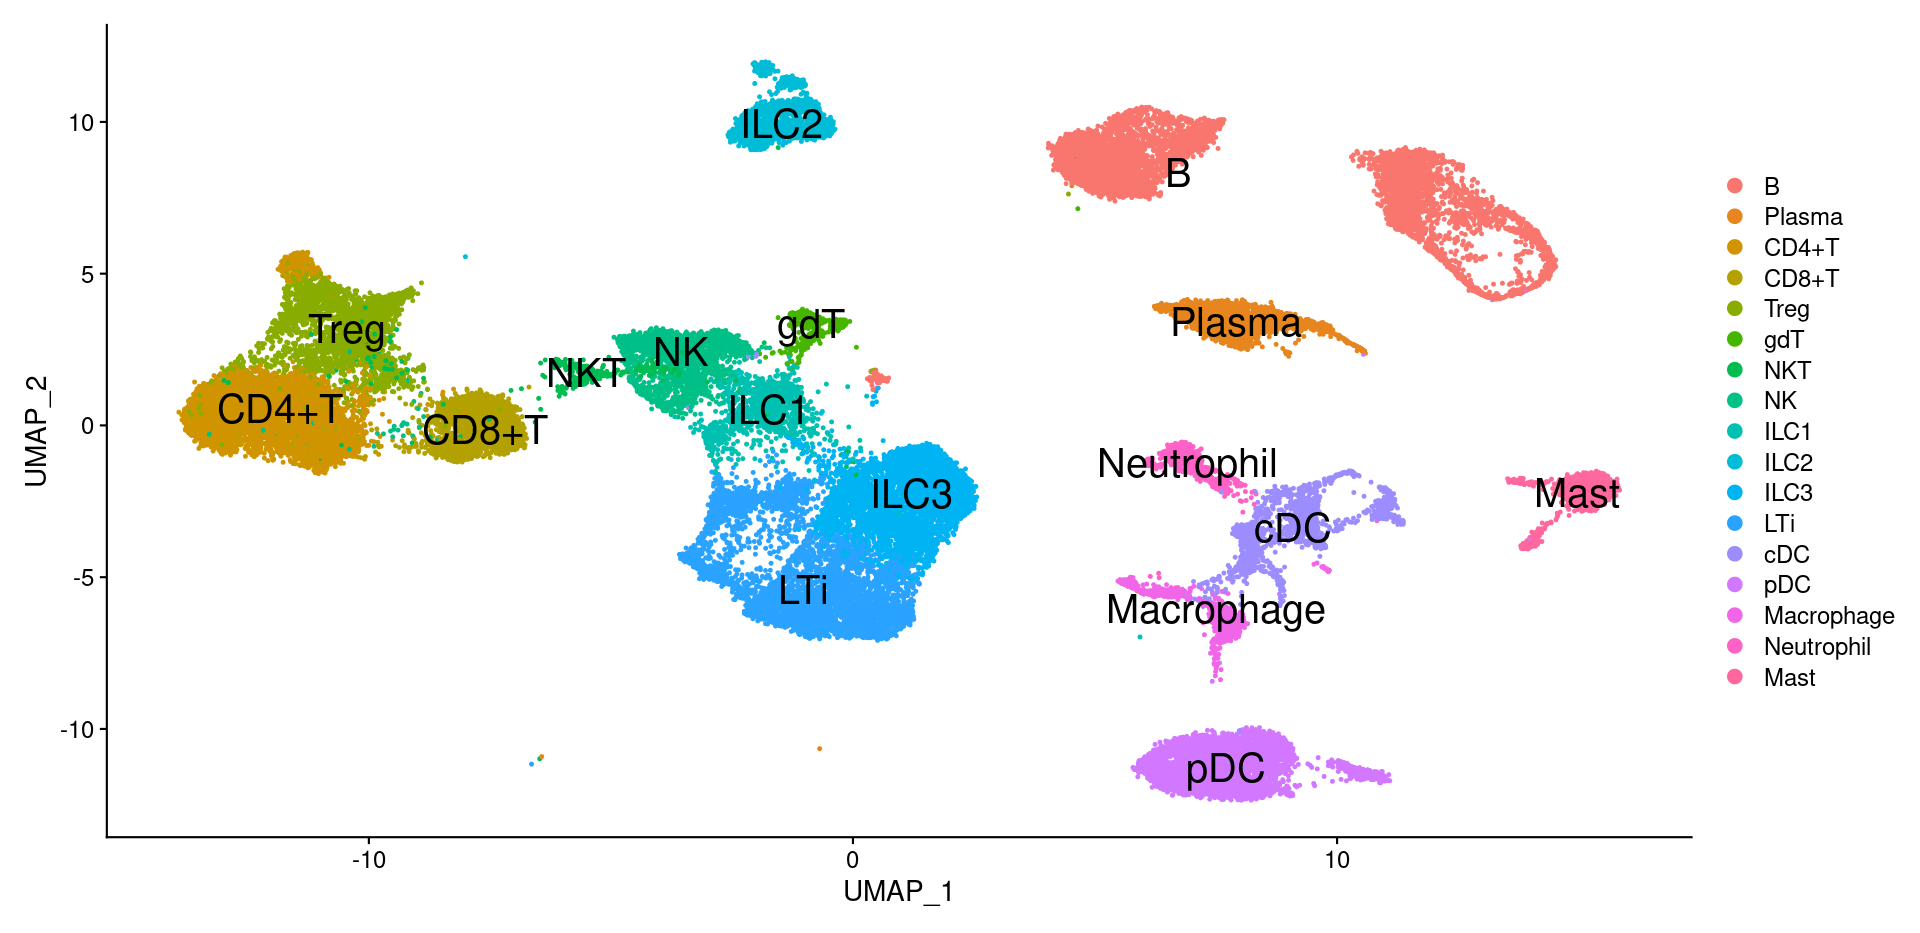 ILC2
B
10
5
0
-5
-10
UMAP_2
Treg
gdT
Plasma
NK
NKT
CD4+T
CD8+T
ILC1
Neutrophil
ILC3
Mast
cDC
LTi
Macrophage
pDC
-10
0
10
UMAP_1
B
Plasma
CD4+T
CD8+T
Treg
gdT
NKT
NK
ILC1
ILC2
ILC3
LTi
cDC
pDC
Macrophage
Neutrophil
Mast